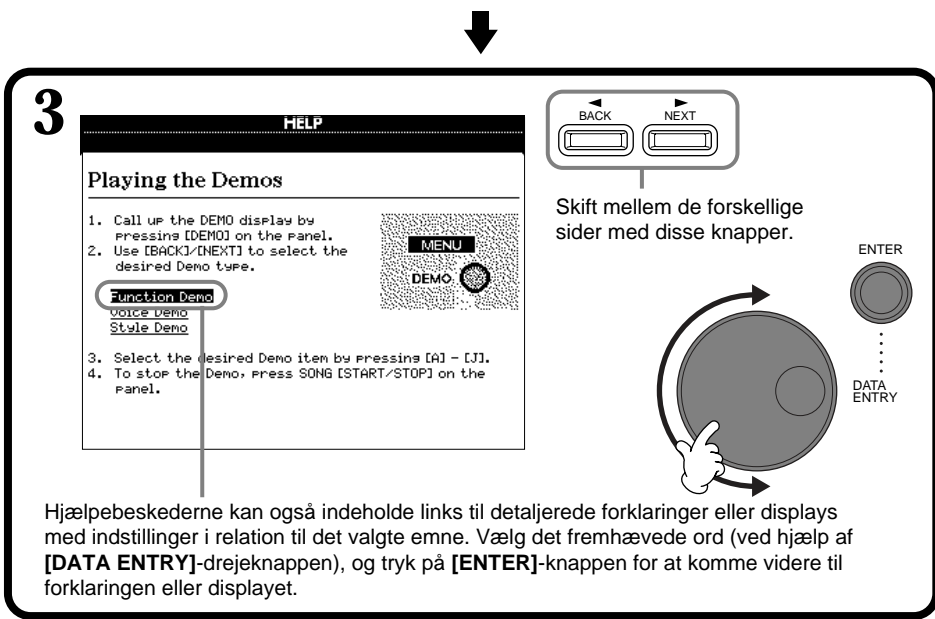 3
HELP
Playing the Demos
1. Call up the DEMO display by
pressing [DEMO] on the panel.
2. Use [BACK]/[NEXT] to select the
desired Demo type.
MENU
DEMO
Function Demo
Voice Demo
Style Demo
3. Select the desired Demo item by pressing [A] - [J].
4. To stop the Demo, press SONG [START/STOP] on the
panel.
BACK
NEXT
Skift mellem de forskellige
sider med disse knapper.
ENTER
DATA
ENTRY
Hjælpebeskederne kan også indeholde links til detaljerede forklaringer eller displays
med indstillinger i relation til det valgte emne. Vælg det fremhævede ord (ved hjælp af
[DATA ENTRY]-drejeknappen), og tryk på [ENTER]-knappen for at komme videre til
forklaringen eller displayet.